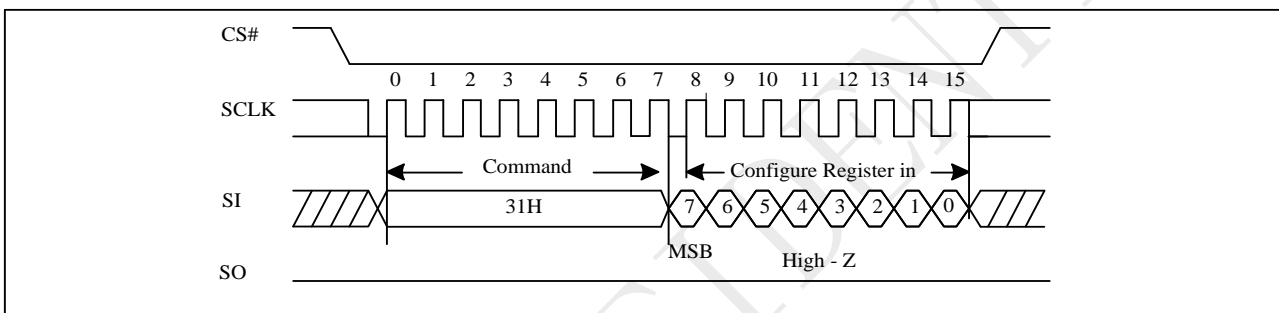 CS#
0 1 2 3 4 5 6 7 8 9 10 11 12 13 14 15
SCLK
Command Configure Register in
SI 31H 7 6 5 4 3 2 1 0
MSB High - Z
SO